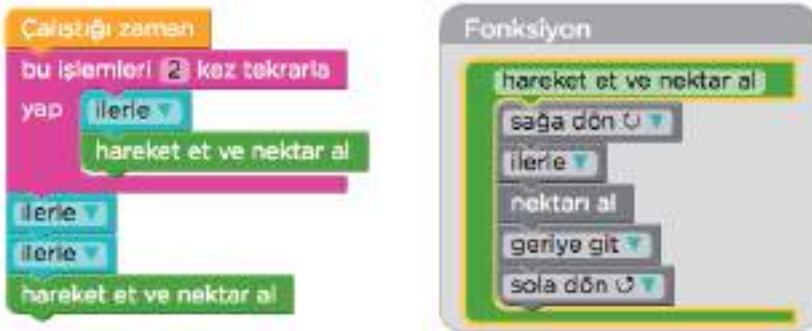 Çalıştığı zaman
bu işlemleri 2 kez tekrarla
yap ilerle
hareket et ve nektar al
ilerle
ilerle
hareket et ve nektar al
Fonksiyon
hareket et ve nektar al
sağa dön ↻
ilerle
nektarı al
geriye git
sola dön ↺